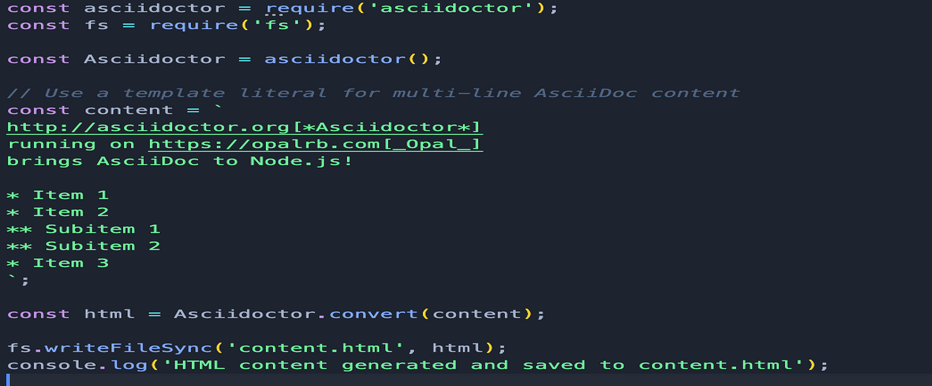 const asciidoctor = require('asciidoctor');
const fs = require('fs');
const Asciidoctor = asciidoctor();
// Use a template literal for multi-line AsciiDoc content
const content = `
http://asciidoctor.org[*Asciidoctor*]
running on https://opalrb.com[_Opal_]
brings AsciiDoc to Node.js!
* Item 1
* Item 2
** Subitem 1
** Subitem 2
* Item 3
`;
const html = Asciidoctor.convert(content);
fs.writeFileSync('content.html', html);
console.log('HTML content generated and saved to content.html');